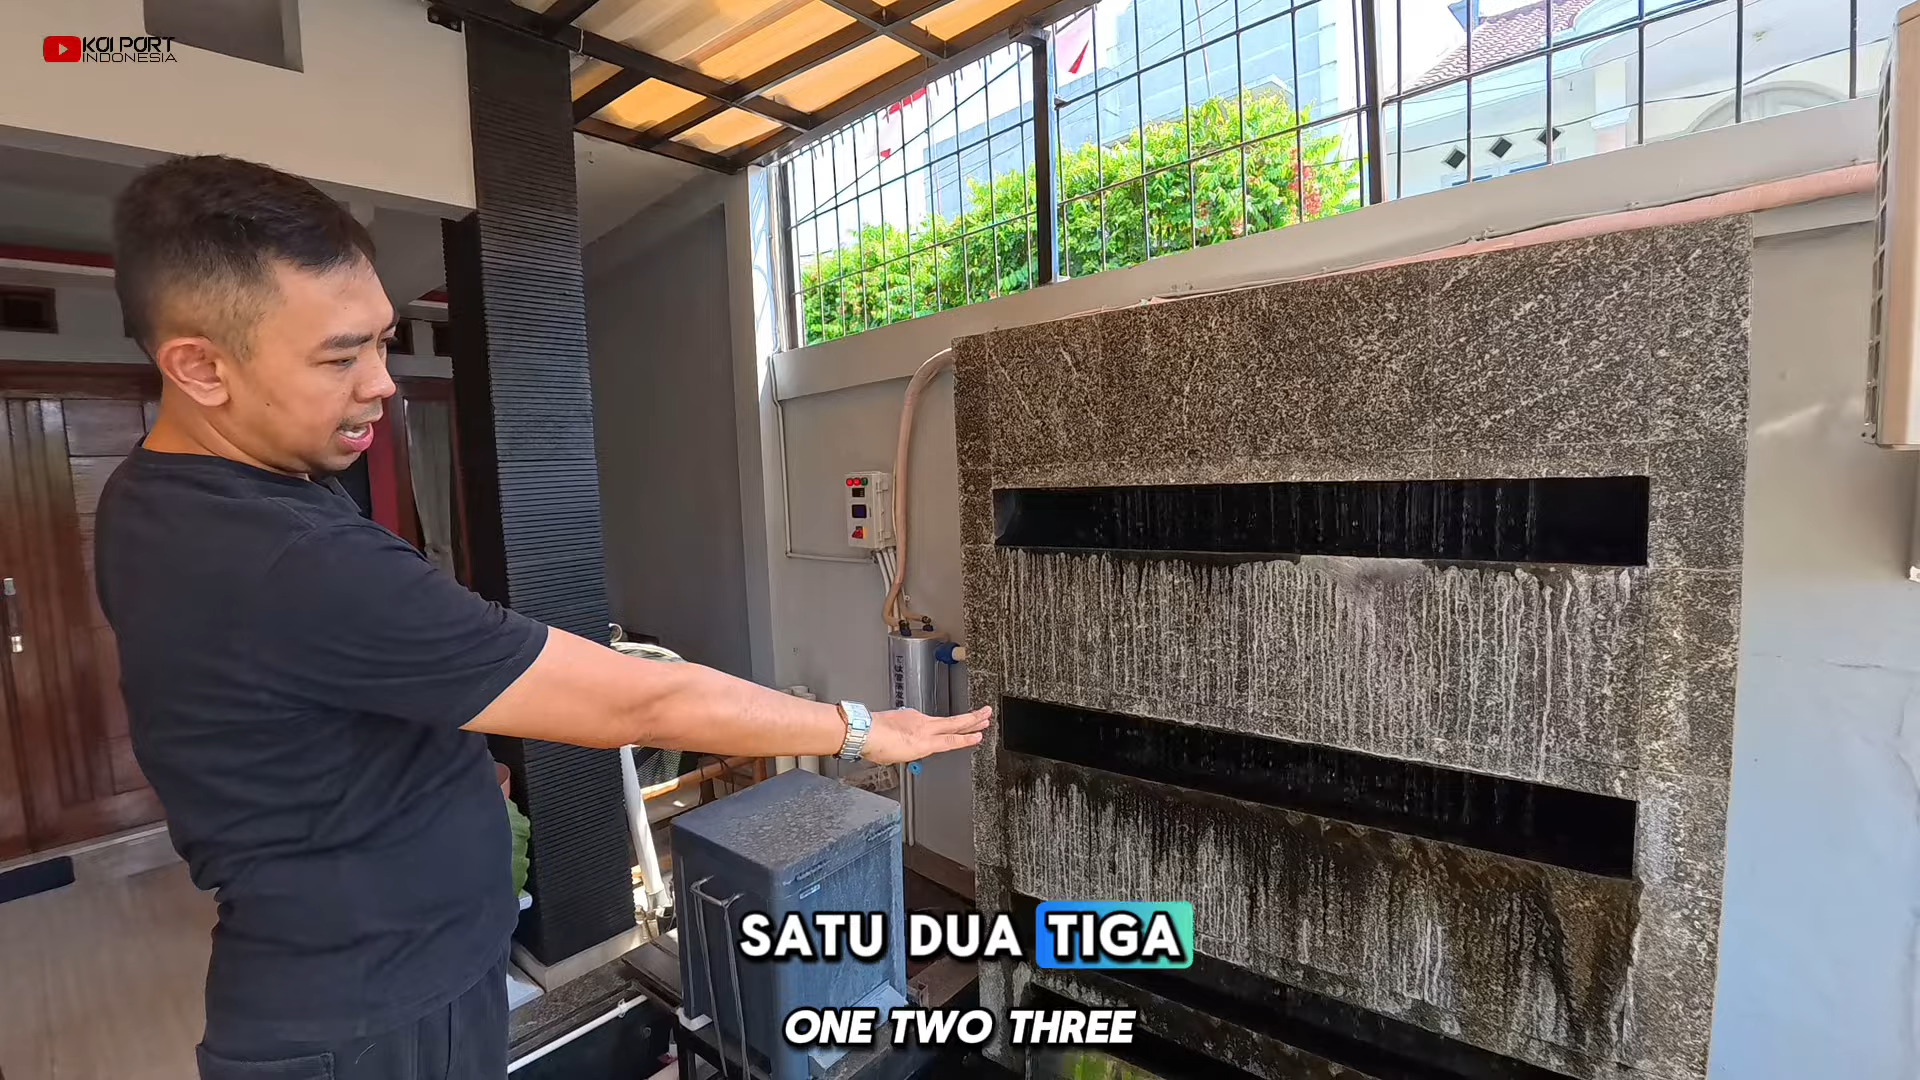 KOI PORT
INDONESIA
SATU DUA TIGA
ONE TWO THREE